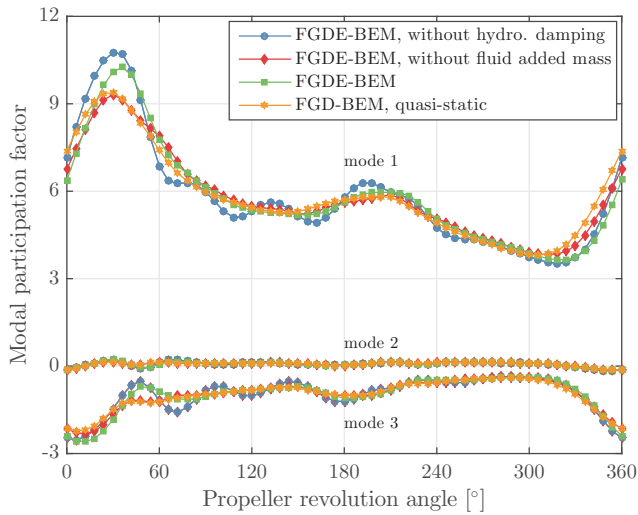 FGDE-BEM, without hydro. damping
FGDE-BEM, without fluid added mass
FGDE-BEM
FGD-BEM, quasi-static
Modal participation factor
12
9
6
3
0
-3
mode 1
mode 2
mode 3
0 60 120 180 240 300 360
Propeller revolution angle [°]